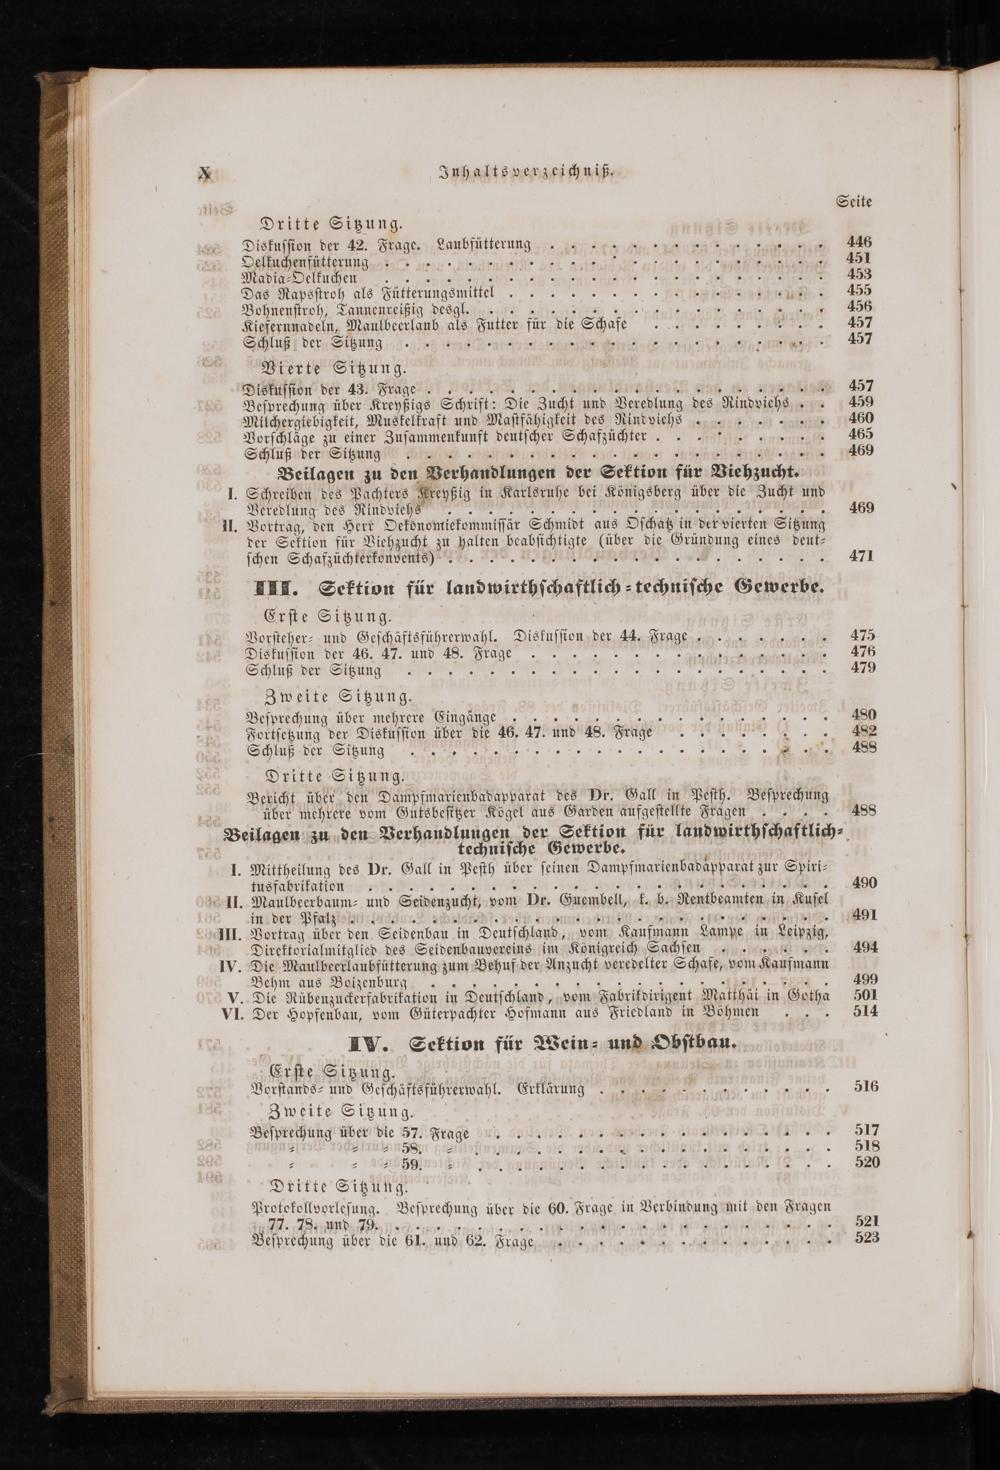 X Inhaltsverzeichniß.
Seite
Dritte Sitzung.
Diskuſſion der 42. Frage. Laubfütterung . . . . . . . . . . . . . . 446
Oelkuchenfütterung . . . . . . . . . . . . . . . . . . . . . . 451
Madia-Oelkuchen . . . . . . . . . . . . . . . . . . . . . . 453
Das Rapsſtroh als Fütterungsmittel . . . . . . . . . . . . . . . . 455
Bohnenſtroh, Tannenreißig desgl. . . . . . . . . . . . . . . . . . 456
Kiefernnadeln, Maulbeerlaub als Futter für die Schafe . . . . . . . . . 457
Schluß der Sitzung . . . . . . . . . . . . . . . . . . . . . 457
Vierte Sitzung.
Diskuſſion der 43. Frage . . . . . . . . . . . . . . . . . . . . 457
Beſprechung über Kreyßigs Schrift: Die Zucht und Veredlung des Rindviehs . . 459
Milchergiebigkeit, Muskelkraft und Maſtfähigkeit des Rindviehs . . . . . . . 460
Vorſchläge zu einer Zuſammenkunft deutſcher Schafzüchter . . . . . . . . . 465
Schluß der Sitzung . . . . . . . . . . . . . . . . . . . . . 469
Beilagen zu den Verhandlungen der Sektion für Viehzucht.
I. Schreiben des Pachters Kreyßig in Karlsruhe bei Königsberg über die Zucht und
Veredlung des Rindviehs . . . . . . . . . . . . . . . . . . . 469
II. Vortrag, den Herr Oekonomiekommiſſär Schmidt aus Oſchatz in der vierten Sitzung
der Sektion für Viehzucht zu halten beabſichtigte (über die Gründung eines deut-
ſchen Schafzüchterkonvents) . . . . . . . . . . . . . . . . . . . 471
III. Sektion für landwirthſchaftlich-techniſche Gewerbe.
Erſte Sitzung.
Vorſteher- und Geſchäftsführerwahl. Diskuſſion der 44. Frage . . . . . . . 475
Diskuſſion der 46. 47. und 48. Frage . . . . . . . . . . . . . . . 476
Schluß der Sitzung . . . . . . . . . . . . . . . . . . . . . 479
Zweite Sitzung.
Beſprechung über mehrere Eingänge . . . . . . . . . . . . . . . . 480
Fortſetzung der Diskuſſion über die 46. 47. und 48. Frage . . . . . . . . 482
Schluß der Sitzung . . . . . . . . . . . . . . . . . . . . . 488
Dritte Sitzung.
Bericht über den Dampfmarienbadapparat des Dr. Gall in Peſth. Beſprechung
über mehrere vom Gutsbeſitzer Kögel aus Garden aufgeſtellte Fragen . . . . 488
Beilagen zu den Verhandlungen der Sektion für landwirthſchaftlich-
techniſche Gewerbe.
I. Mittheilung des Dr. Gall in Peſth über ſeinen Dampfmarienbadapparat zur Spiri-
tusfabrikation . . . . . . . . . . . . . . . . . . . . . . . 490
II. Maulbeerbaum- und Seidenzucht, vom Dr. Guembell, k. b. Rentbeamten in Kuſel
in der Pfalz . . . . . . . . . . . . . . . . . . . . . . . . 491
III. Vortrag über den Seidenbau in Deutſchland, vom Kaufmann Lampe in Leipzig,
Direktorialmitglied des Seidenbauvereins im Königreich Sachſen . . . . . . 494
IV. Die Maulbeerlaubfütterung zum Behuf der Anzucht veredelter Schafe, vom Kaufmann
Behm aus Boizenburg . . . . . . . . . . . . . . . . . . . . 499
V. Die Rübenzuckerfabrikation in Deutſchland, vom Fabrikdirigent Matthäi in Gotha 501
VI. Der Hopfenbau, vom Güterpachter Hofmann aus Friedland in Böhmen . . . 514
IV. Sektion für Wein- und Obſtbau.
Erſte Sitzung.
Vorſtands- und Geſchäftsführerwahl. Erklärung . . . . . . . . . . . . 516
Zweite Sitzung.
Beſprechung über die 57. Frage . . . . . . . . . . . . . . . . . 517
= = = 58. = . . . . . . . . . . . . . . . . . . 518
= = = 59. = . . . . . . . . . . . . . . . . . . 520
Dritte Sitzung.
Protokollvorleſung. Beſprechung über die 60. Frage in Verbindung mit den Fragen
77. 78. und 79. . . . . . . . . . . . . . . . . . . . . . . . 521
Beſprechung über die 61. und 62. Frage . . . . . . . . . . . . . . 523